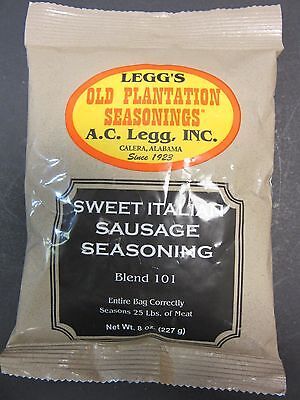 LEGG'S
OLD PLANTATION
SEASONINGS™
A.C. Legg, INC.
CALERA, ALABAMA
Since 1923
SWEET ITALIAN
SAUSAGE
SEASONING
Blend 101
Entire Bag Correctly
Seasons 25 Lbs. of Meat
Net Wt. 8 oz. (227 g)